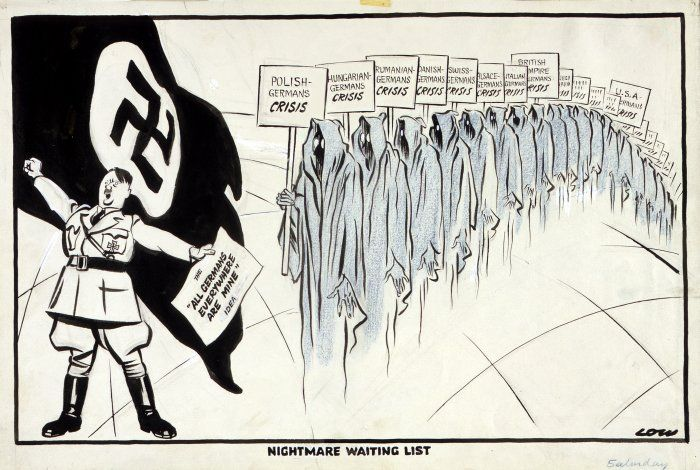 POLISH-
GERMANS
CRISIS
HUNGARIAN-
GERMANS
CRISIS
RUMANIAN-
GERMANS
CRISIS
DANISH-
GERMANS
CRISIS
SWISS-
GERMANS
CRISIS
ALSACE-
GERMANS
CRISIS
ITALIAN
GERMANS
CRISIS
BRITISH
EMPIRE
GERMANS
CRISIS
U.S.A-
GERMANS
CRISIS
THE
"ALL GERMANS
EVERYWHERE
ARE MINE"
IDEA
LOW
NIGHTMARE WAITING LIST
Saturday